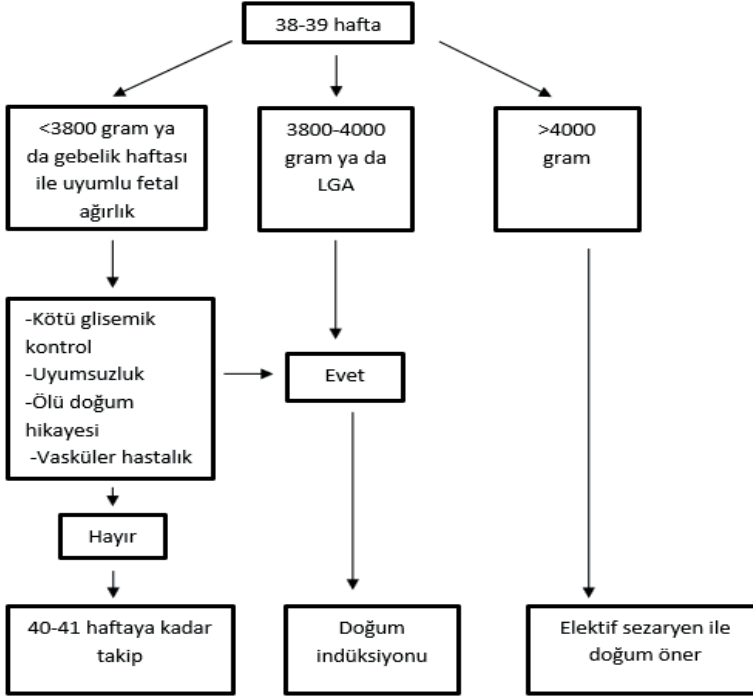 38-39 hafta
<3800 gram ya
da gebelik haftası
ile uyumlu fetal
ağırlık
3800-4000
gram ya da
LGA
>4000
gram
-Kötü glisemik
kontrol
-Uyumsuzluk
-Ölü doğum
hikayesi
-Vasküler hastalık
Evet
Hayır
40-41 haftaya kadar
takip
Doğum
indüksiyonu
Elektif sezaryen ile
doğum öner